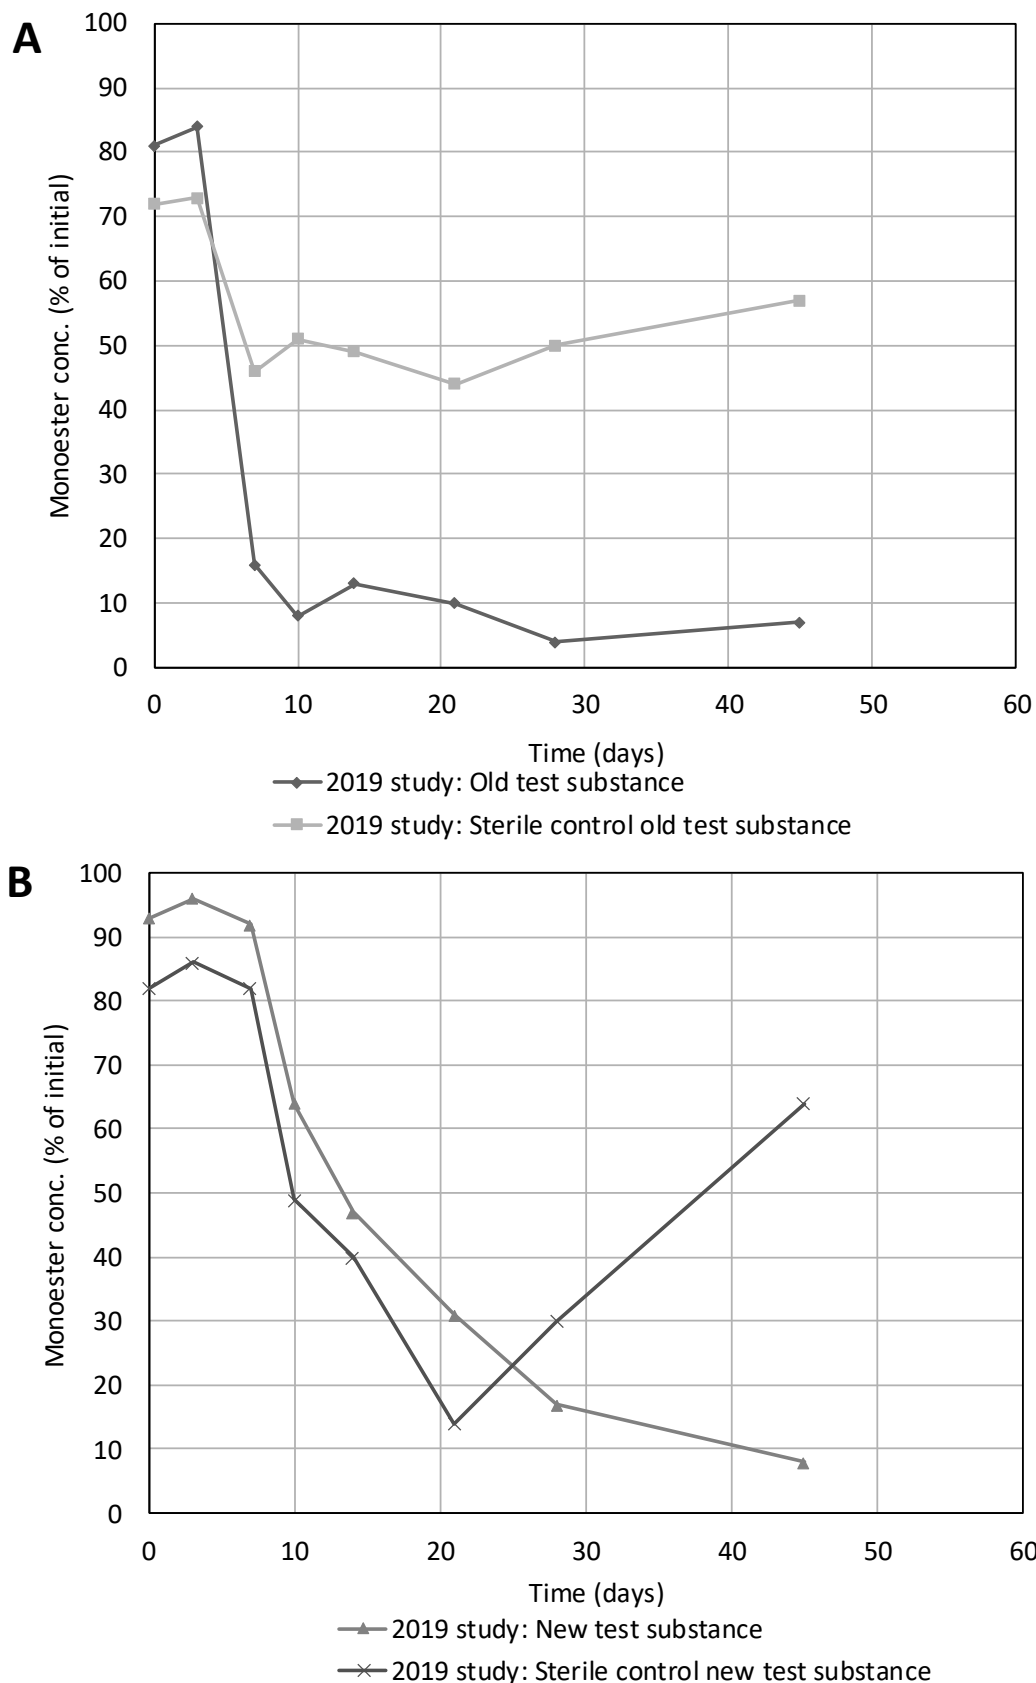 A
100
90
80
70
60
50
40
30
20
10
0
Monoester conc. (% of initial)
0 10 20 30 40 50 60
Time (days)
2019 study: Old test substance
2019 study: Sterile control old test substance
B
100
90
80
70
60
50
40
30
20
10
0
Monoester conc. (% of initial)
0 10 20 30 40 50 60
Time (days)
2019 study: New test substance
2019 study: Sterile control new test substance